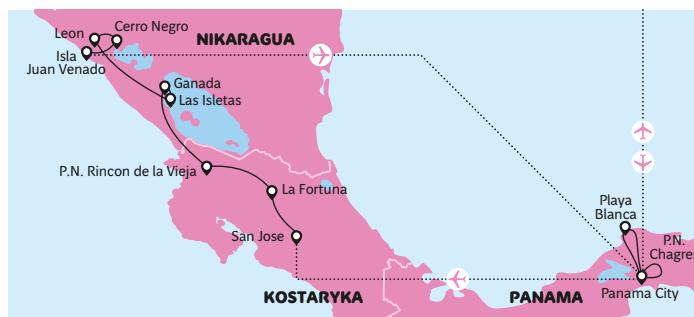 Leon
Cerro Negro
NIKARAGUA
Isla
Juan Venado
Ganada
Las Isletas
P.N. Rincon de la Vieja
La Fortuna
San Jose
Playa
Blanca
P.N.
Chagres
Panama City
KOSTARYKA
PANAMA